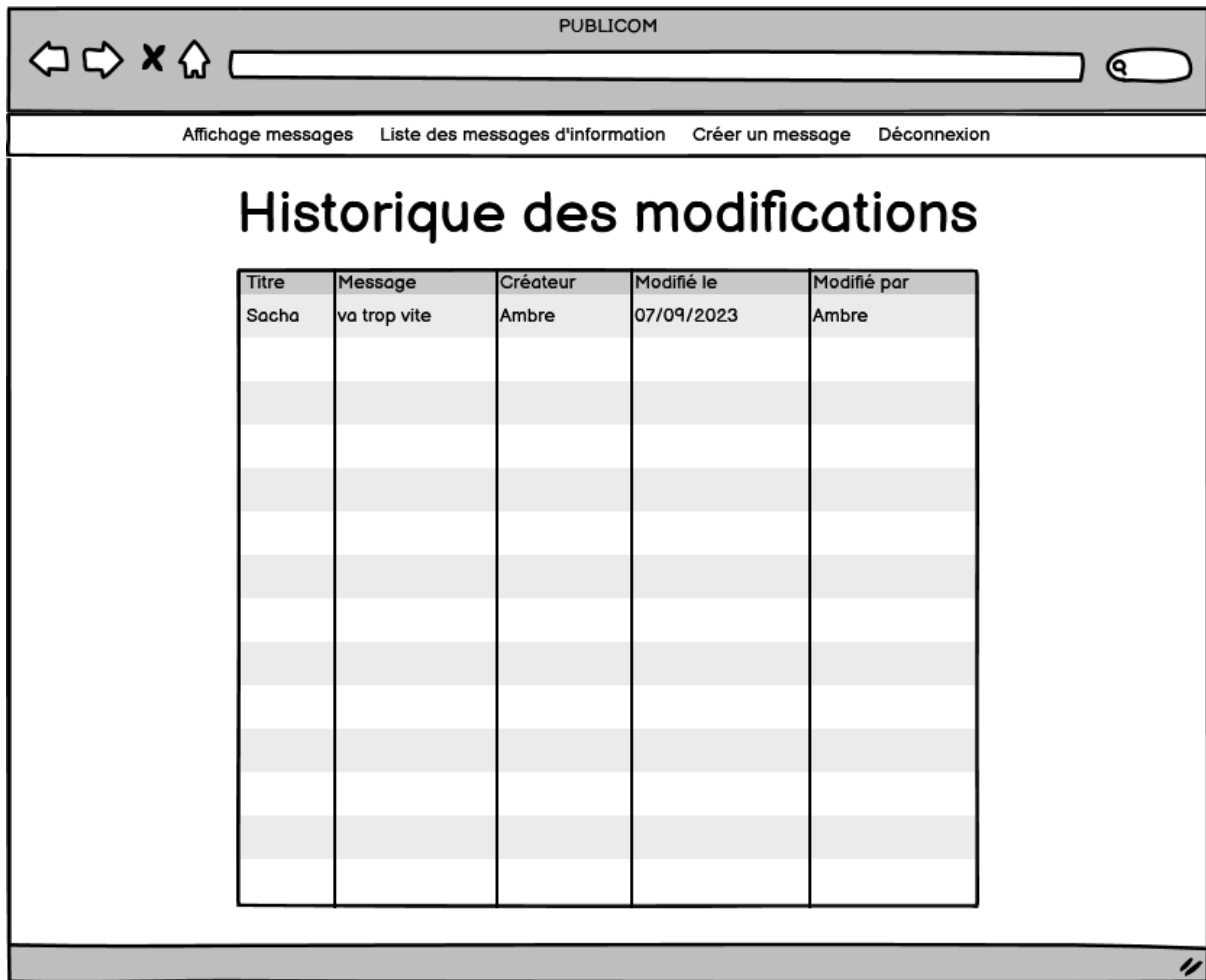 PUBLICOM
Affichage messages Liste des messages d'information Créer un message Déconnexion
Historique des modifications
Titre Message Créateur Modifié le Modifié par
Sacha va trop vite Ambre 07/09/2023 Ambre